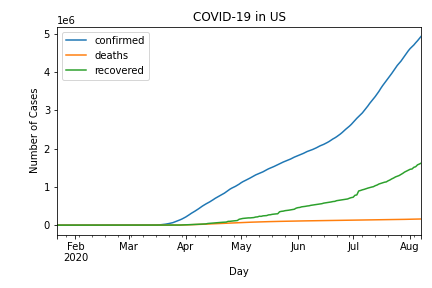 COVID-19 in US
1e6
confirmed
deaths
recovered
Number of Cases
5
4
3
2
1
0
Feb Mar Apr May Jun Jul Aug
2020
Day